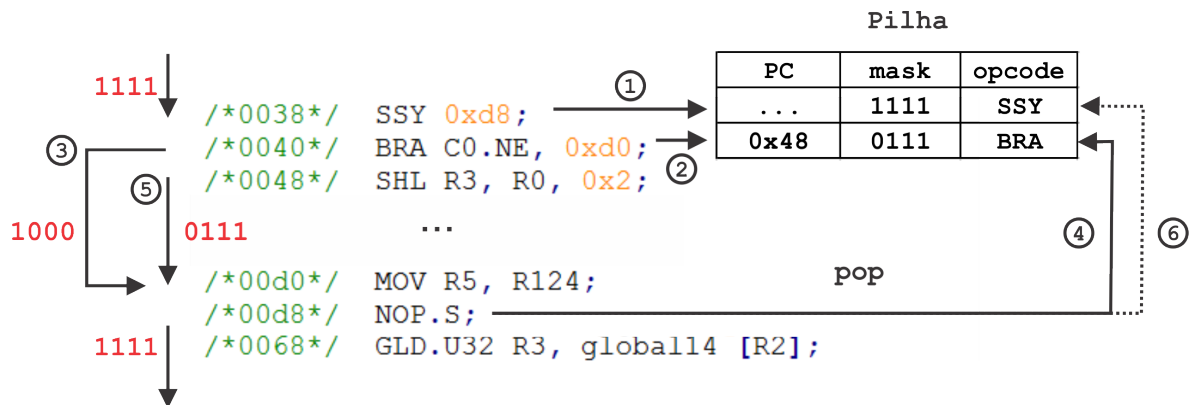 Pilha
PC mask opcode
... 1111 SSY
0x48 0111 BRA
1111
1
/*0038*/ SSY 0xd8;
3
/*0040*/ BRA C0.NE, 0xd0;
2
5
/*0048*/ SHL R3, R0, 0x2;
1000
0111
...
4
6
/*00d0*/ MOV R5, R124;
pop
/*00d8*/ NOP.S;
1111
/*0068*/ GLD.U32 R3, global14 [R2];